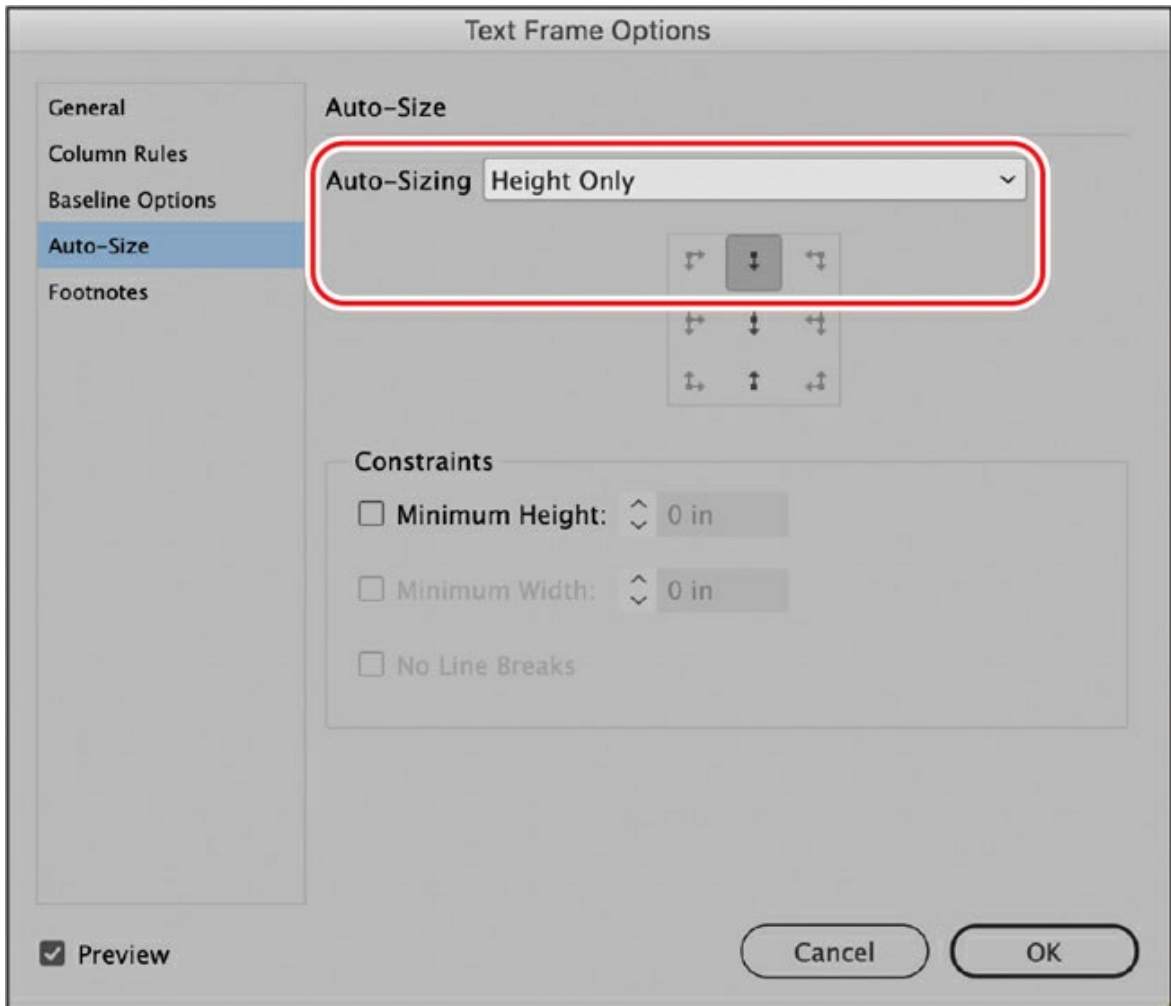 Text Frame Options
General
Column Rules
Baseline Options
Auto-Size
Footnotes
Auto-Size
Auto-Sizing Height Only
Constraints
Minimum Height: 0 in
Minimum Width: 0 in
No Line Breaks
Preview
Cancel
OK